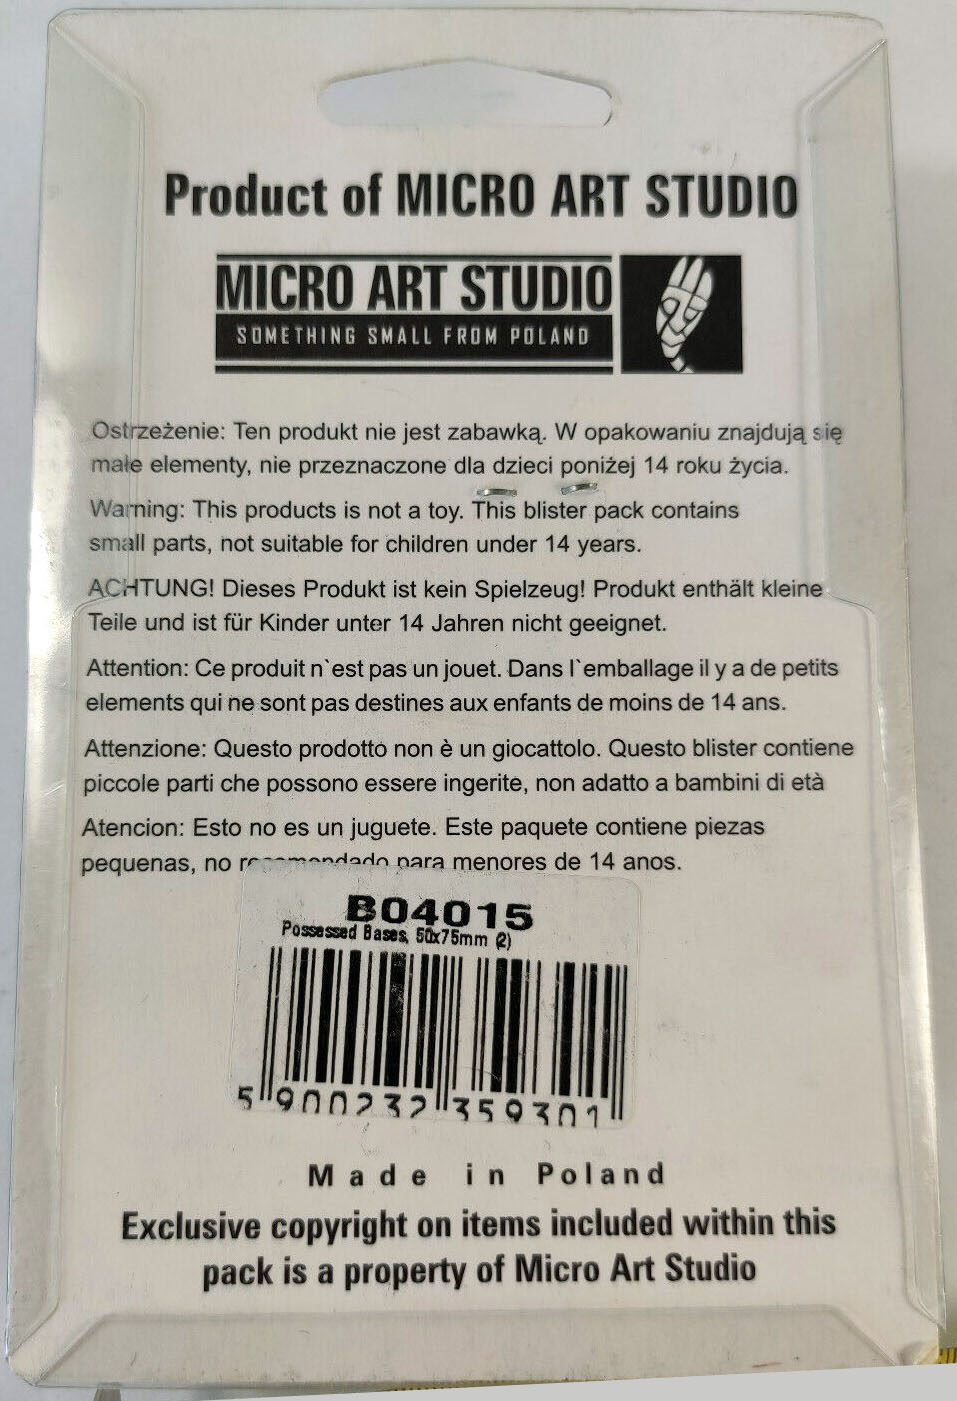 Product of MICRO ART STUDIO
MICRO ART STUDIO
SOMETHING SMALL FROM POLAND
Ostrzeżenie: Ten produkt nie jest zabawką. W opakowaniu znajdują się
małe elementy, nie przeznaczone dla dzieci poniżej 14 roku życia.
Warning: This products is not a toy. This blister pack contains
small parts, not suitable for children under 14 years.
ACHTUNG! Dieses Produkt ist kein Spielzeug! Produkt enthält kleine
Teile und ist für Kinder unter 14 Jahren nicht geeignet.
Attention: Ce produit n`est pas un jouet. Dans l`emballage il y a de petits
elements qui ne sont pas destines aux enfants de moins de 14 ans.
Attenzione: Questo prodotto non è un giocattolo. Questo blister contiene
piccole parti che possono essere ingerite, non adatto a bambini di età
Atencion: Esto no es un juguete. Este paquete contiene piezas
pequenas, no recomendado para menores de 14 anos.
B04015
Possessed Bases, 50x75mm (2)
5 900232 359301
Made in Poland
Exclusive copyright on items included within this
pack is a property of Micro Art Studio